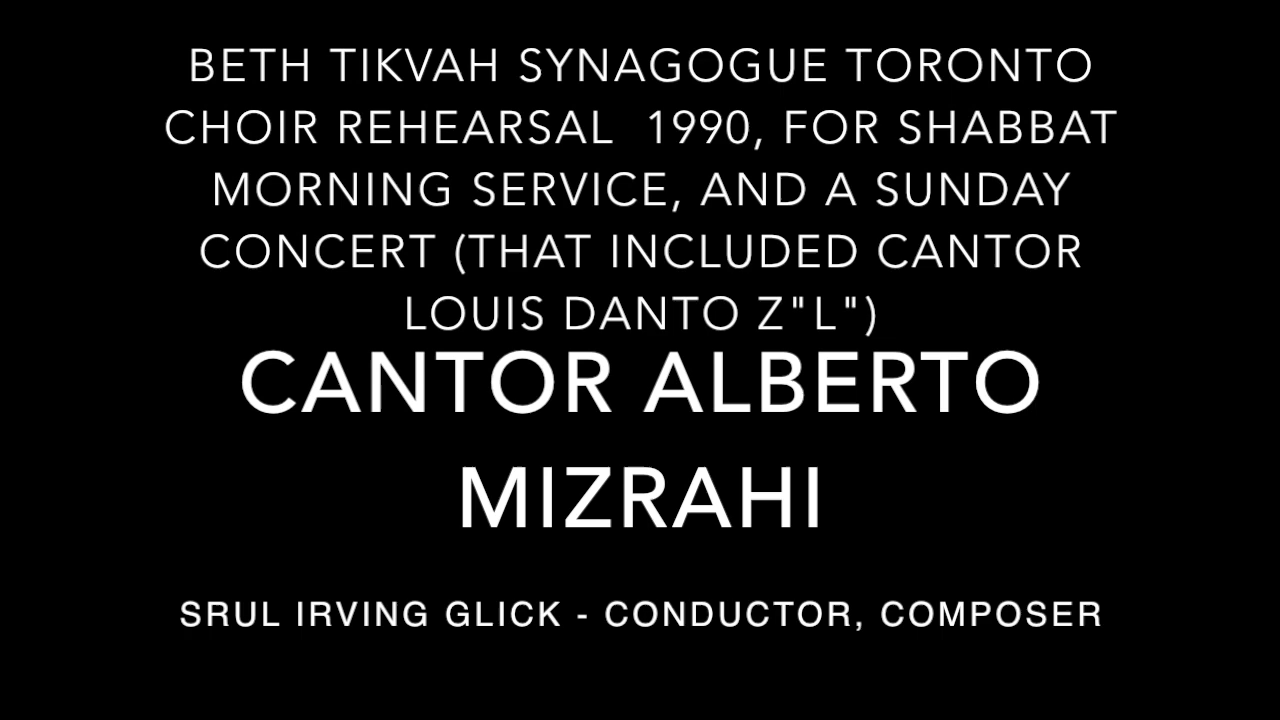 BETH TIKVAH SYNAGOGUE TORONTO
CHOIR REHEARSAL  1990, FOR SHABBAT
MORNING SERVICE, AND A SUNDAY
CONCERT (THAT INCLUDED CANTOR
LOUIS DANTO Z"L")
CANTOR ALBERTO
MIZRAHI
SRUL IRVING GLICK - CONDUCTOR, COMPOSER